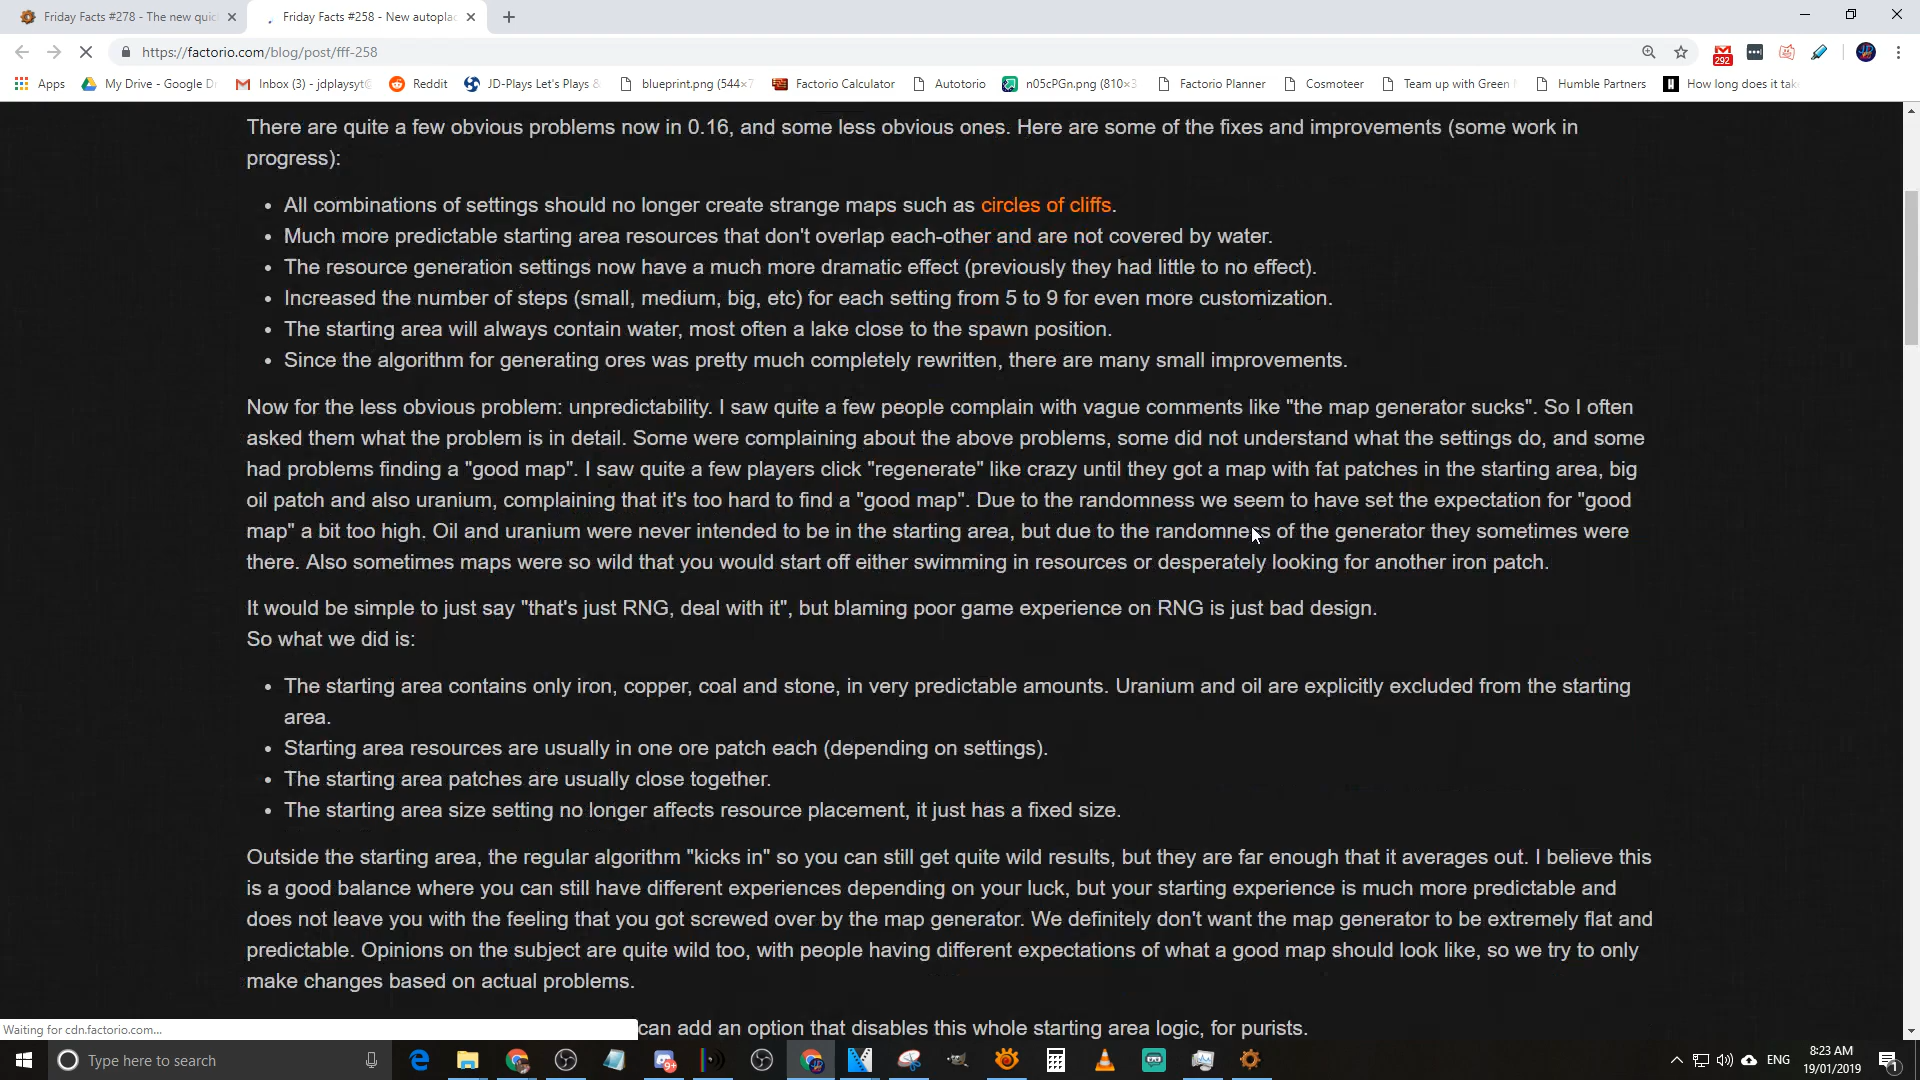 Friday Facts #278 - The new quic
Friday Facts #258 - New autoplac
https://factorio.com/blog/post/fff-258
292
Apps
My Drive - Google Dr
Inbox (3) - jdplaysyt@
Reddit
JD-Plays Let's Plays &
blueprint.png (544×7
Factorio Calculator
Autotorio
n05cPGn.png (810×3
Factorio Planner
Cosmoteer
Team up with Green
Humble Partners
How long does it take
There are quite a few obvious problems now in 0.16, and some less obvious ones. Here are some of the fixes and improvements (some work in
progress):
• All combinations of settings should no longer create strange maps such as circles of cliffs.
• Much more predictable starting area resources that don't overlap each-other and are not covered by water.
• The resource generation settings now have a much more dramatic effect (previously they had little to no effect).
• Increased the number of steps (small, medium, big, etc) for each setting from 5 to 9 for even more customization.
• The starting area will always contain water, most often a lake close to the spawn position.
• Since the algorithm for generating ores was pretty much completely rewritten, there are many small improvements.
Now for the less obvious problem: unpredictability. I saw quite a few people complain with vague comments like "the map generator sucks". So I often
asked them what the problem is in detail. Some were complaining about the above problems, some did not understand what the settings do, and some
had problems finding a "good map". I saw quite a few players click "regenerate" like crazy until they got a map with fat patches in the starting area, big
oil patch and also uranium, complaining that it's too hard to find a "good map". Due to the randomness we seem to have set the expectation for "good
map" a bit too high. Oil and uranium were never intended to be in the starting area, but due to the randomness of the generator they sometimes were
there. Also sometimes maps were so wild that you would start off either swimming in resources or desperately looking for another iron patch.
It would be simple to just say "that's just RNG, deal with it", but blaming poor game experience on RNG is just bad design.
So what we did is:
• The starting area contains only iron, copper, coal and stone, in very predictable amounts. Uranium and oil are explicitly excluded from the starting
area.
• Starting area resources are usually in one ore patch each (depending on settings).
• The starting area patches are usually close together.
• The starting area size setting no longer affects resource placement, it just has a fixed size.
Outside the starting area, the regular algorithm "kicks in" so you can still get quite wild results, but they are far enough that it averages out. I believe this
is a good balance where you can still have different experiences depending on your luck, but your starting experience is much more predictable and
does not leave you with the feeling that you got screwed over by the map generator. We definitely don't want the map generator to be extremely flat and
predictable. Opinions on the subject are quite wild too, with people having different expectations of what a good map should look like, so we try to only
make changes based on actual problems.
can add an option that disables this whole starting area logic, for purists.
Waiting for cdn.factorio.com...
Type here to search
ENG
8:23 AM
19/01/2019
1